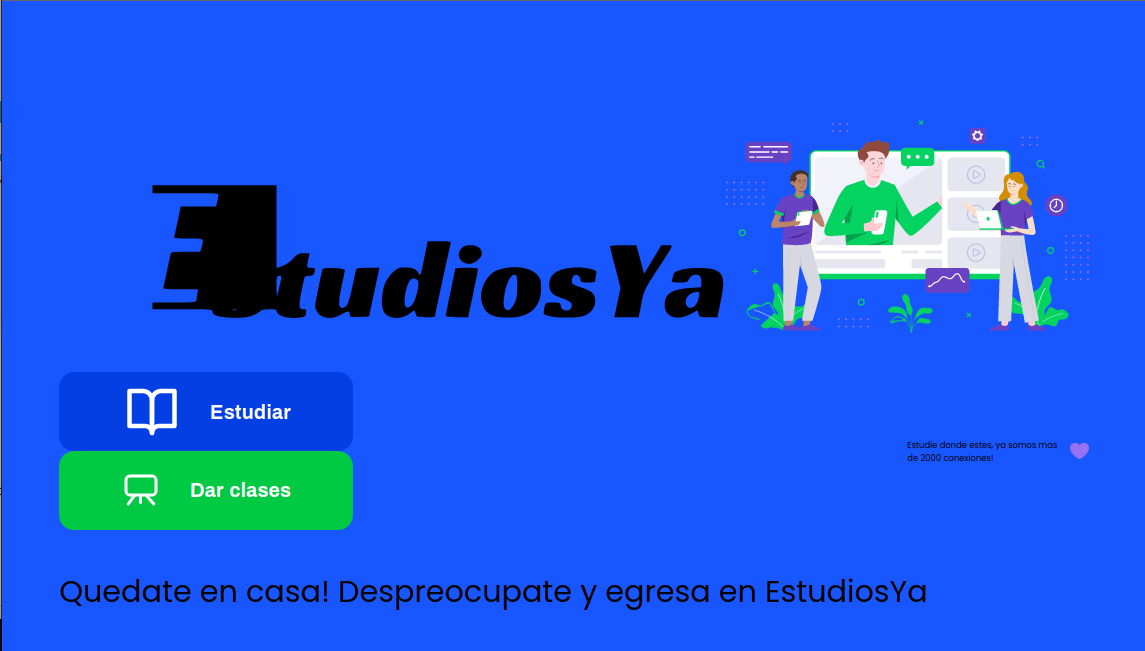 EstudiosYa
Estudiar
Dar clases
Estudie donde estes, ya somos mas
de 2000 conexiones!
Quedate en casa! Despreocupate y egresa en EstudiosYa